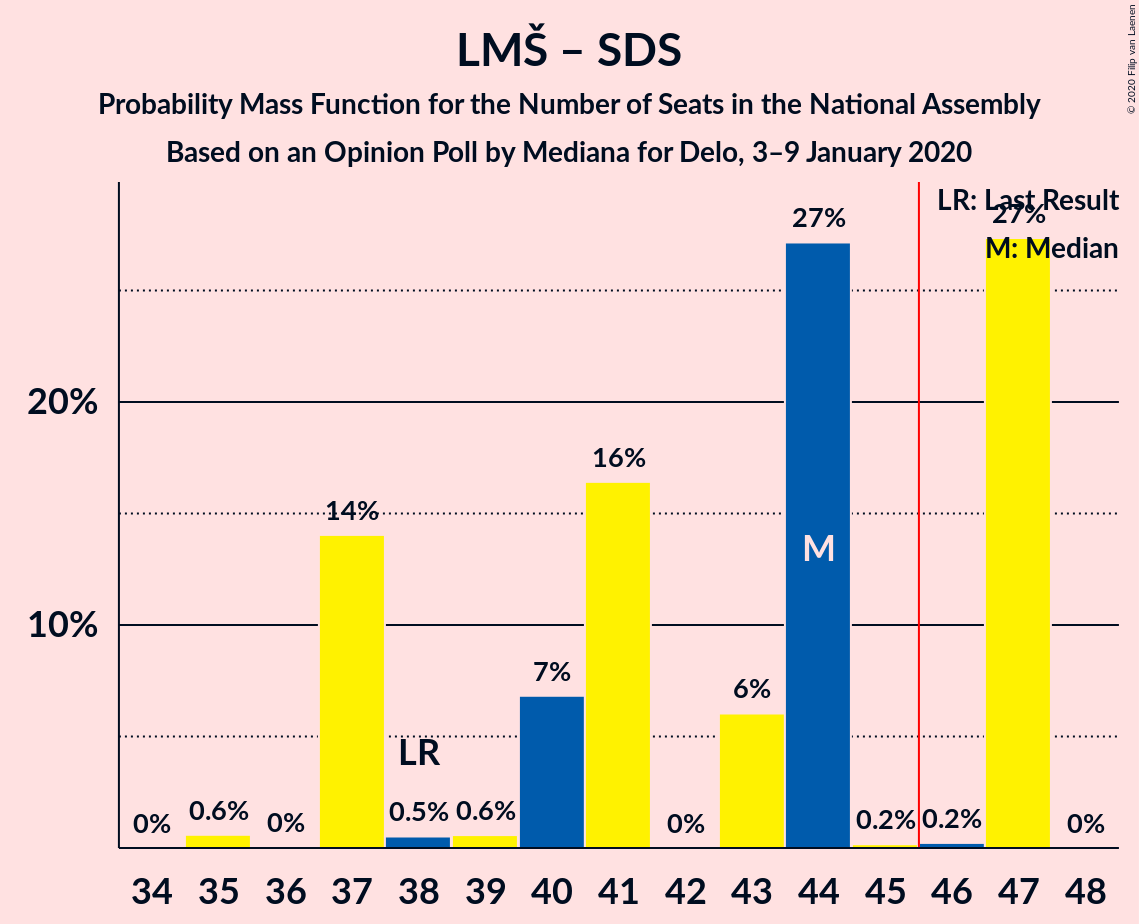 LMŠ – SDS
Probability Mass Function for the Number of Seats in the National Assembly
Based on an Opinion Poll by Mediana for Delo, 3–9 January 2020
© 2020 Filip van Laenen
LR: Last Result
M: Median
27%
27%
20%
16%
14%
M
10%
7%
6%
LR
0% 0.6% 0% 0.5% 0.6% 0% 0.2% 0.2% 0%
34 35 36 37 38 39 40 41 42 43 44 45 46 47 48